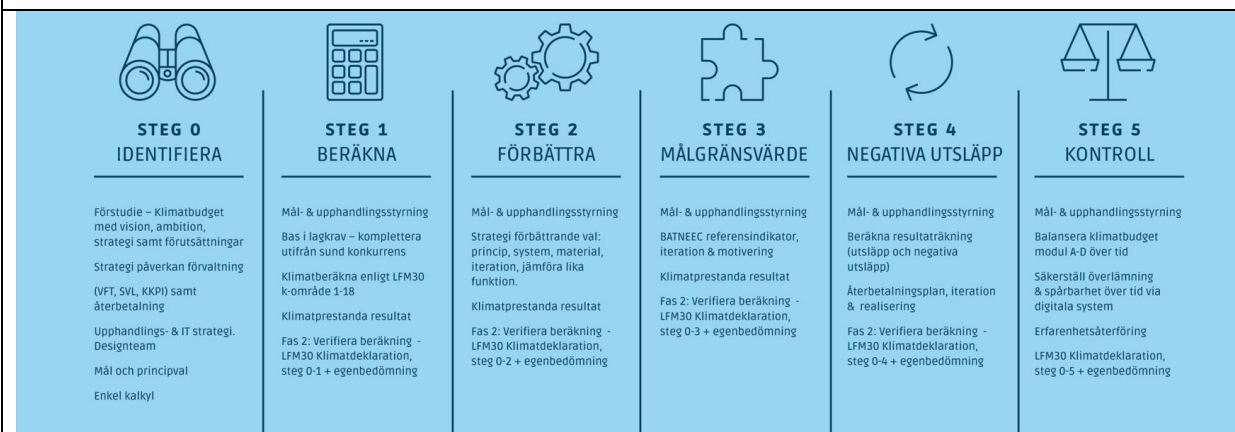 STEG 0
IDENTIFIERA
Förstudie – Klimatbudget
med vision, ambition,
strategi samt förutsättningar
Strategi påverkan förvaltning
(VFT, SVL, KKPI) samt
återbetalning
Upphandlings- & IT strategi.
Designteam
Mål och principval
Enkel kalkyl
STEG 1
BERÄKNA
Mål- & upphandlingsstyrning
Bas i lagkrav – komplettera
utifrån sund konkurrens
Klimatberäkna enligt LFM30
k-område 1-18
Klimatprestanda resultat
Fas 2: Verifiera beräkning -
LFM30 Klimatdeklaration,
steg 0-1 + egenbedömning
STEG 2
FÖRBÄTTRA
Mål- & upphandlingsstyrning
Strategi förbättrande val:
princip, system, material,
iteration, jämföra lika
funktion.
Klimatprestanda resultat
Fas 2: Verifiera beräkning -
LFM30 Klimatdeklaration,
steg 0-2 + egenbedömning
STEG 3
MÅLGRÄNSVÄRDE
Mål- & upphandlingsstyrning
BATNEEC referensindikator,
iteration & motivering
Klimatprestanda resultat
Fas 2: Verifiera beräkning -
LFM30 Klimatdeklaration,
steg 0-3 + egenbedömning
STEG 4
NEGATIVA UTSLÄPP
Mål- & upphandlingsstyrning
Beräkna resultaträkning
(utsläpp och negativa
utsläpp)
Återbetalningsplan, iteration
& realisering
Fas 2: Verifiera beräkning -
LFM30 Klimatdeklaration,
steg 0-4 + egenbedömning
STEG 5
KONTROLL
Mål- & upphandlingsstyrning
Balansera klimatbudget
modul A-D över tid
Säkerställ överlämning
& spårbarhet över tid via
digitala system
Erfarenhetsåterföring
LFM30 Klimatdeklaration,
steg 0-5 + egenbedömning